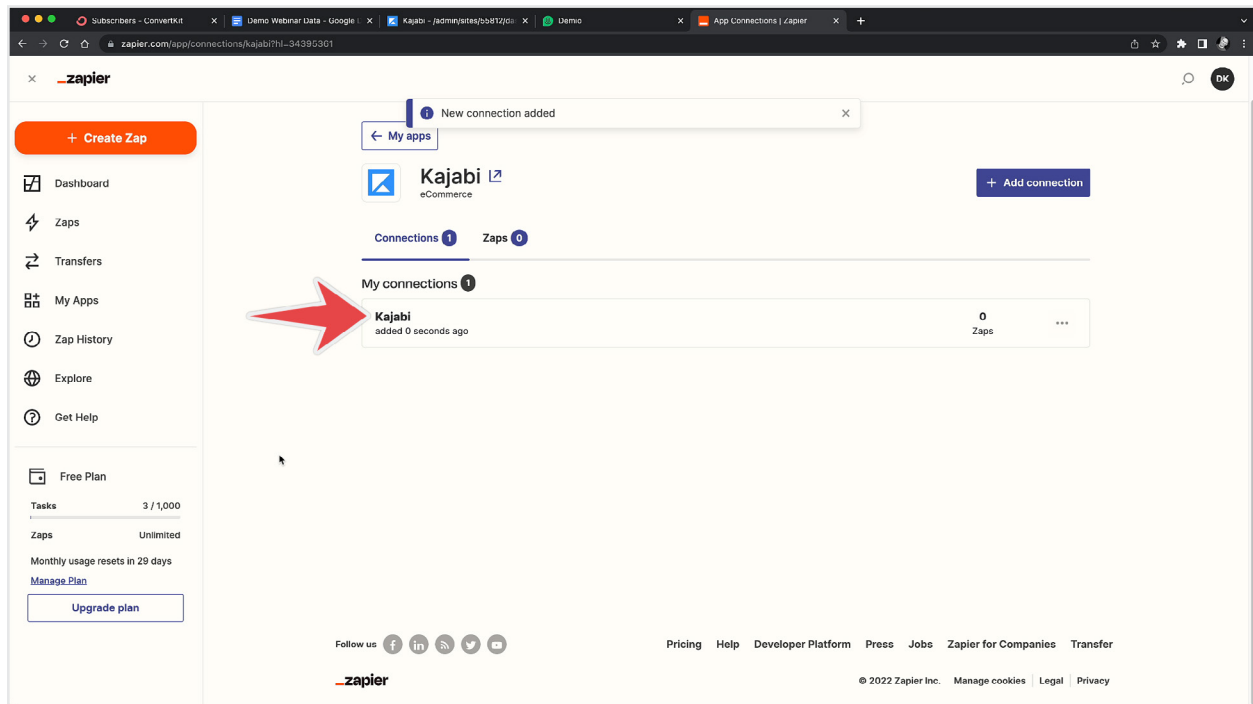 Subscribers - ConvertKit
Demo Webinar Data - Google
Kajabi - /admin/sites/55812/da
Demio
App Connections | Zapier
zapier.com/app/connections/kajabi?hl=34395301
zapier
DK
New connection added
+ Create Zap
← My apps
Kajabi
eCommerce
+ Add connection
Dashboard
Zaps
Transfers
My Apps
Zap History
Explore
Get Help
Connections 1 Zaps 0
My connections 1
Kajabi
added 0 seconds ago
0
Zaps
Free Plan
Tasks 3 / 1,000
Zaps Unlimited
Monthly usage resets in 29 days
Manage Plan
Upgrade plan
Follow us
Pricing Help Developer Platform Press Jobs Zapier for Companies Transfer
zapier
© 2022 Zapier Inc. Manage cookies Legal Privacy